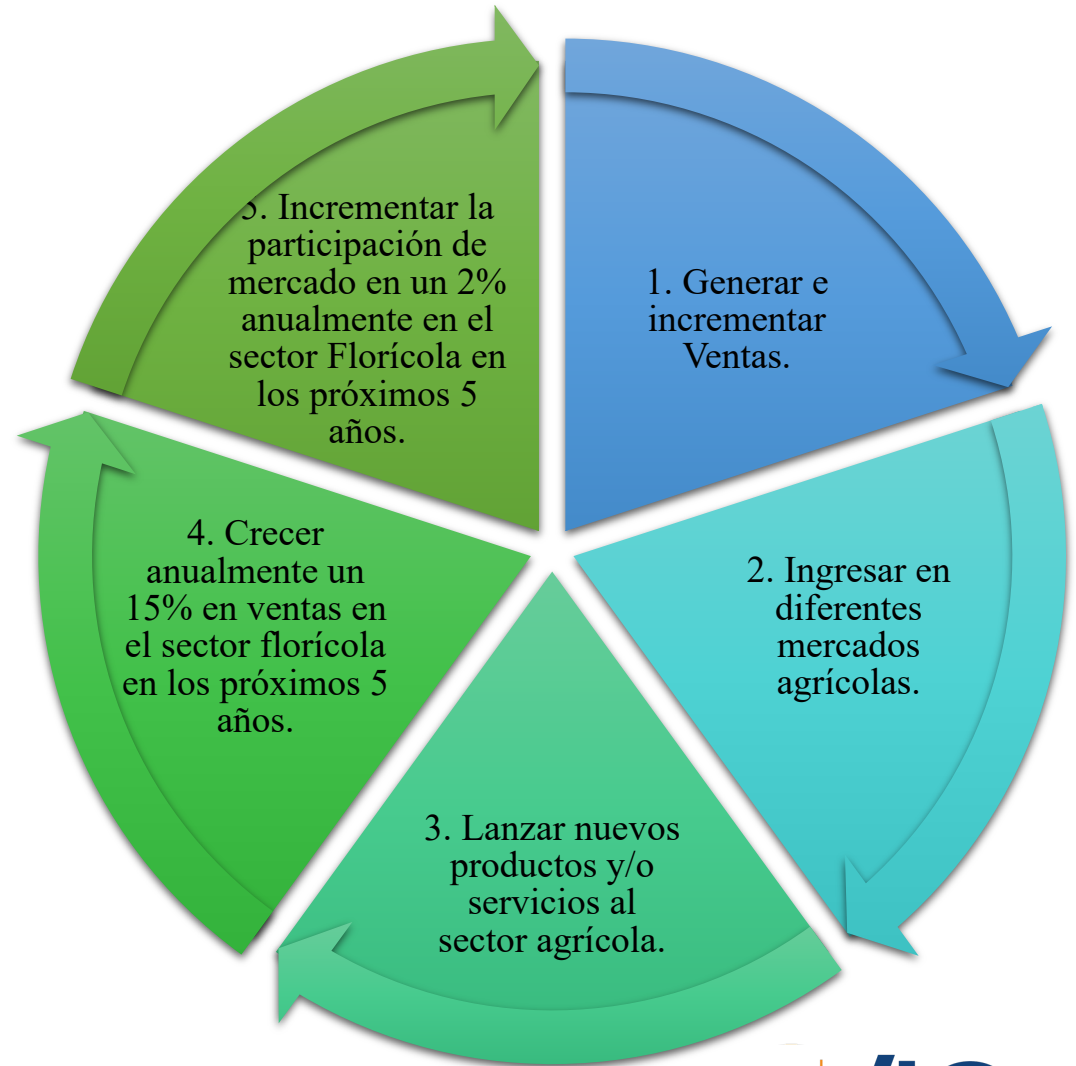 1. Generar e
incrementar
Ventas.
2. Ingresar en
diferentes
mercados
agrícolas.
3. Lanzar nuevos
productos y/o
servicios al
sector agrícola.
4. Crecer
anualmente un
15% en ventas en
el sector florícola
en los próximos 5
años.
5. Incrementar la
participación de
mercado en un 2%
anualmente en el
sector Florícola en
los próximos 5
años.